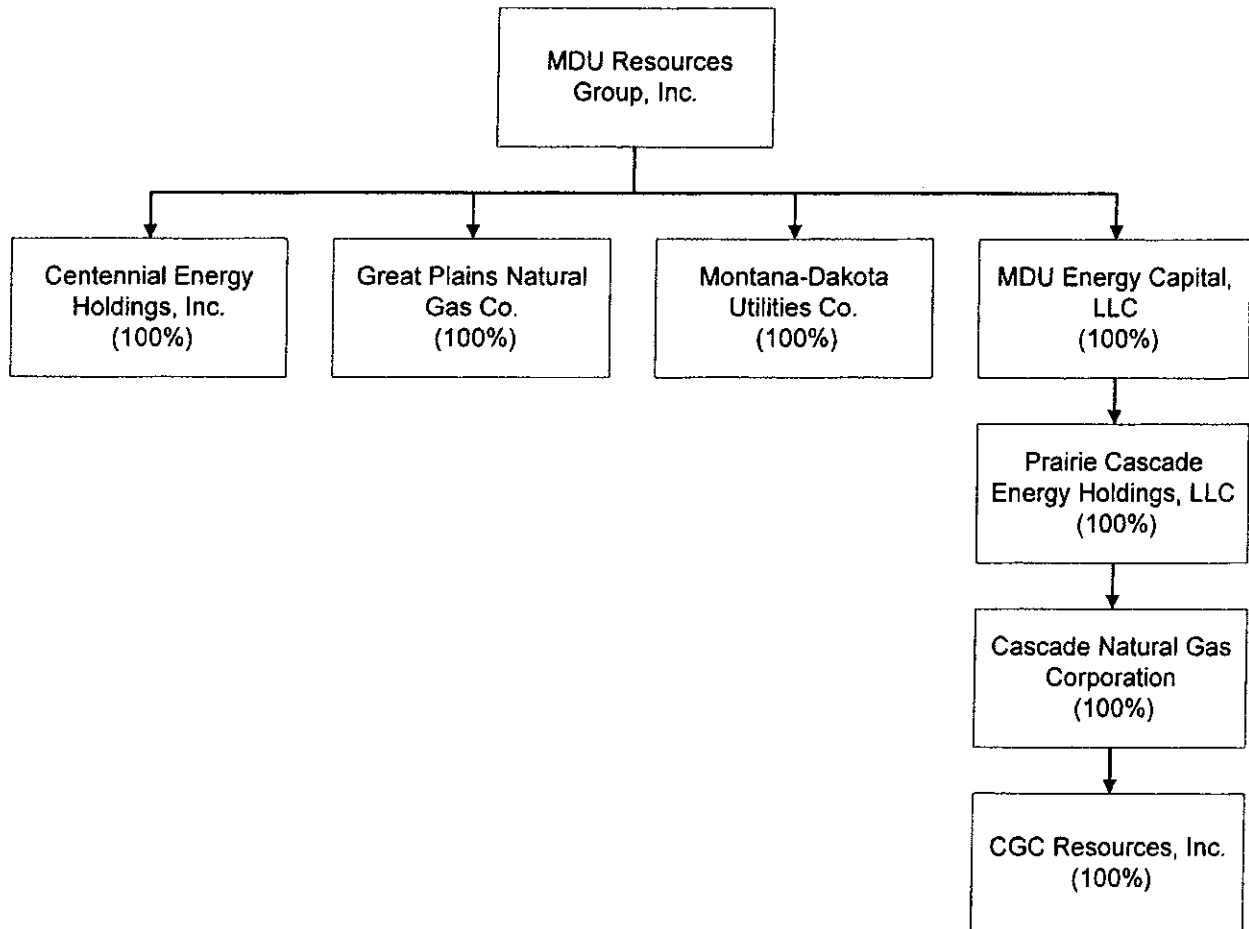 MDU Resources
Group, Inc.
Centennial Energy
Holdings, Inc.
(100%)
Great Plains Natural
Gas Co.
(100%)
Montana-Dakota
Utilities Co.
(100%)
MDU Energy Capital,
LLC
(100%)
Prairie Cascade
Energy Holdings, LLC
(100%)
Cascade Natural Gas
Corporation
(100%)
CGC Resources, Inc.
(100%)